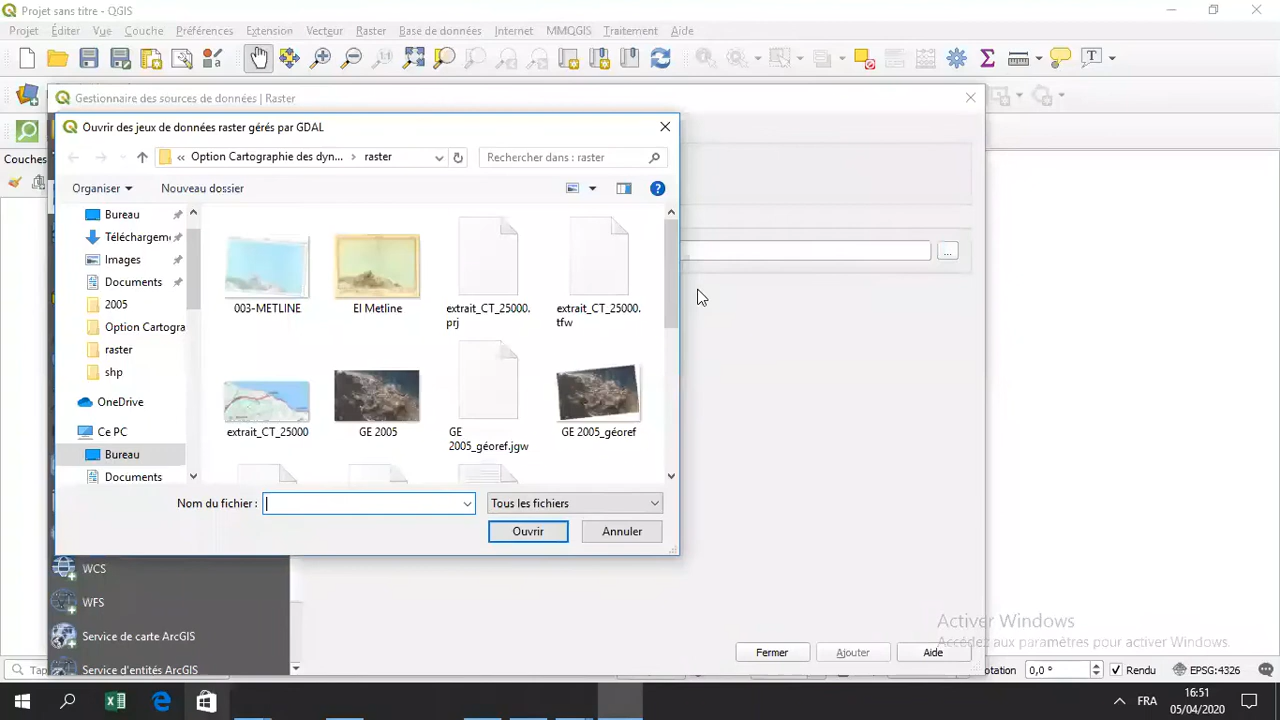 Projet sans titre - QGIS
Projet Éditer Vue Couche Préférences Extension Vecteur Raster Base de données Internet MMQGIS Traitement Aide
Gestionnaire des sources de données | Raster
Ouvrir des jeux de données raster gérés par GDAL
« Option Cartographie des dyn... > raster
Rechercher dans : raster
Organiser
Nouveau dossier
Couches
Bureau
Téléchargem
Images
Documents
2005
Option Cartogra
raster
shp
OneDrive
Ce PC
Bureau
Documents
003-METLINE
El Metline
extrait_CT_25000.
prj
extrait_CT_25000.
tfw
extrait_CT_25000
GE 2005
GE
2005_géoref.jgw
GE 2005_géoref
Nom du fichier :
Tous les fichiers
Ouvrir
Annuler
...
WCS
WFS
Service de carte ArcGIS
Service d'entités ArcGIS
Activer Windows
Accédez aux paramètres pour activer Windows.
Fermer
Ajouter
Aide
Tap
otation
0,0 °
Rendu
EPSG:4326
FRA
16:51
05/04/2020